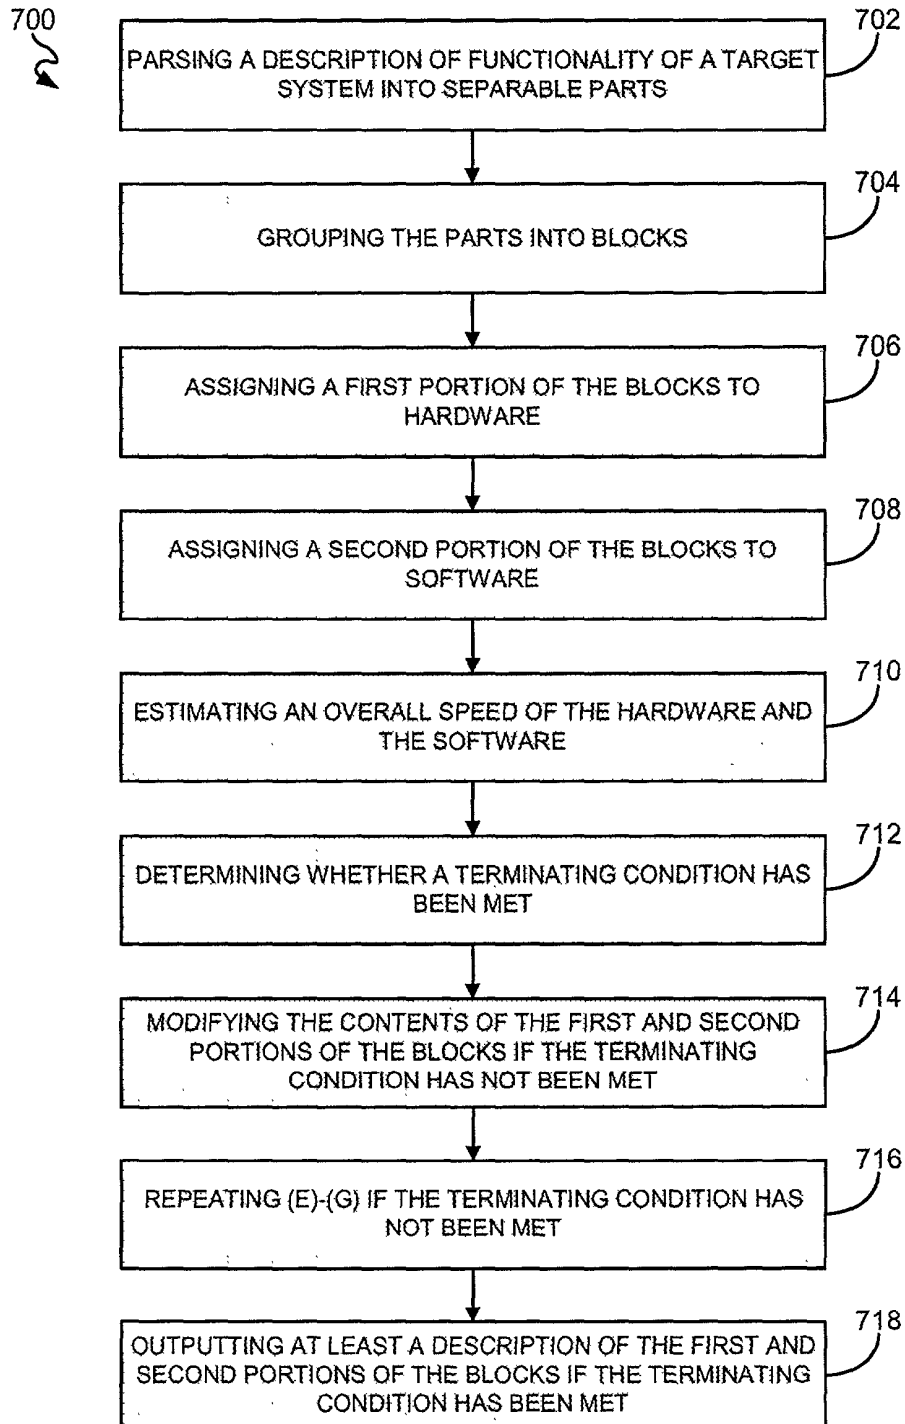 700
702
PARSING A DESCRIPTION OF FUNCTIONALITY OF A TARGET
SYSTEM INTO SEPARABLE PARTS
704
GROUPING THE PARTS INTO BLOCKS
706
ASSIGNING A FIRST PORTION OF THE BLOCKS TO
HARDWARE
708
ASSIGNING A SECOND PORTION OF THE BLOCKS TO
SOFTWARE
710
ESTIMATING AN OVERALL SPEED OF THE HARDWARE AND
THE SOFTWARE
712
DETERMINING WHETHER A TERMINATING CONDITION HAS
BEEN MET
714
MODIFYING THE CONTENTS OF THE FIRST AND SECOND
PORTIONS OF THE BLOCKS IF THE TERMINATING
CONDITION HAS NOT BEEN MET
716
REPEATING (E)-(G) IF THE TERMINATING CONDITION HAS
NOT BEEN MET
718
OUTPUTTING AT LEAST A DESCRIPTION OF THE FIRST AND
SECOND PORTIONS OF THE BLOCKS IF THE TERMINATING
CONDITION HAS BEEN MET